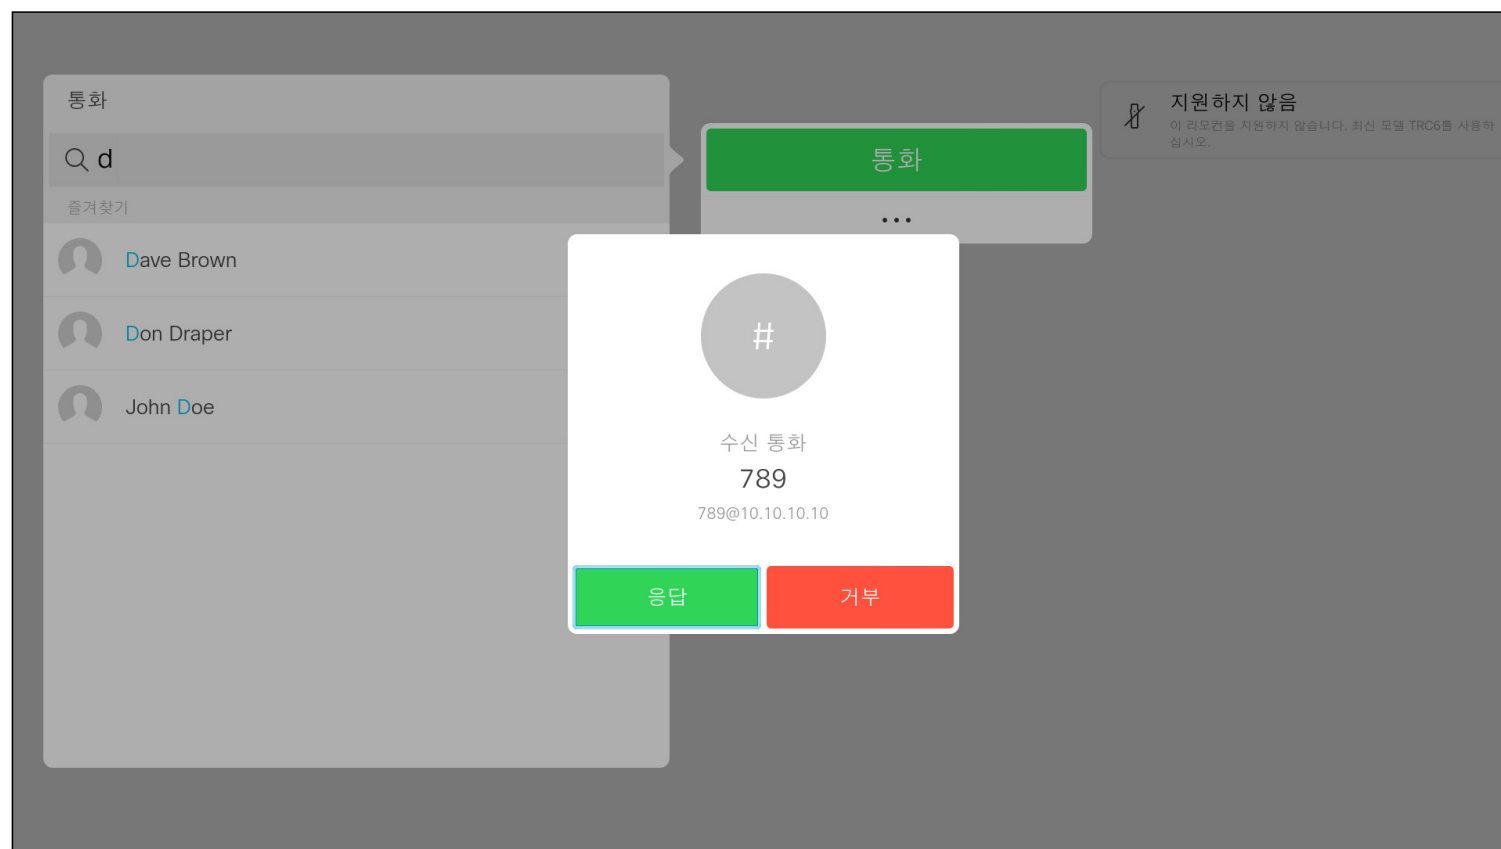 통화
d
즐겨찾기
Dave Brown
Don Draper
John Doe
통화
...
지원하지 않음
이 리모컨을 지원하지 않습니다. 최신 모델 TRC6를 사용하
십시오.
#
수신 통화
789
789@10.10.10.10
응답
거부